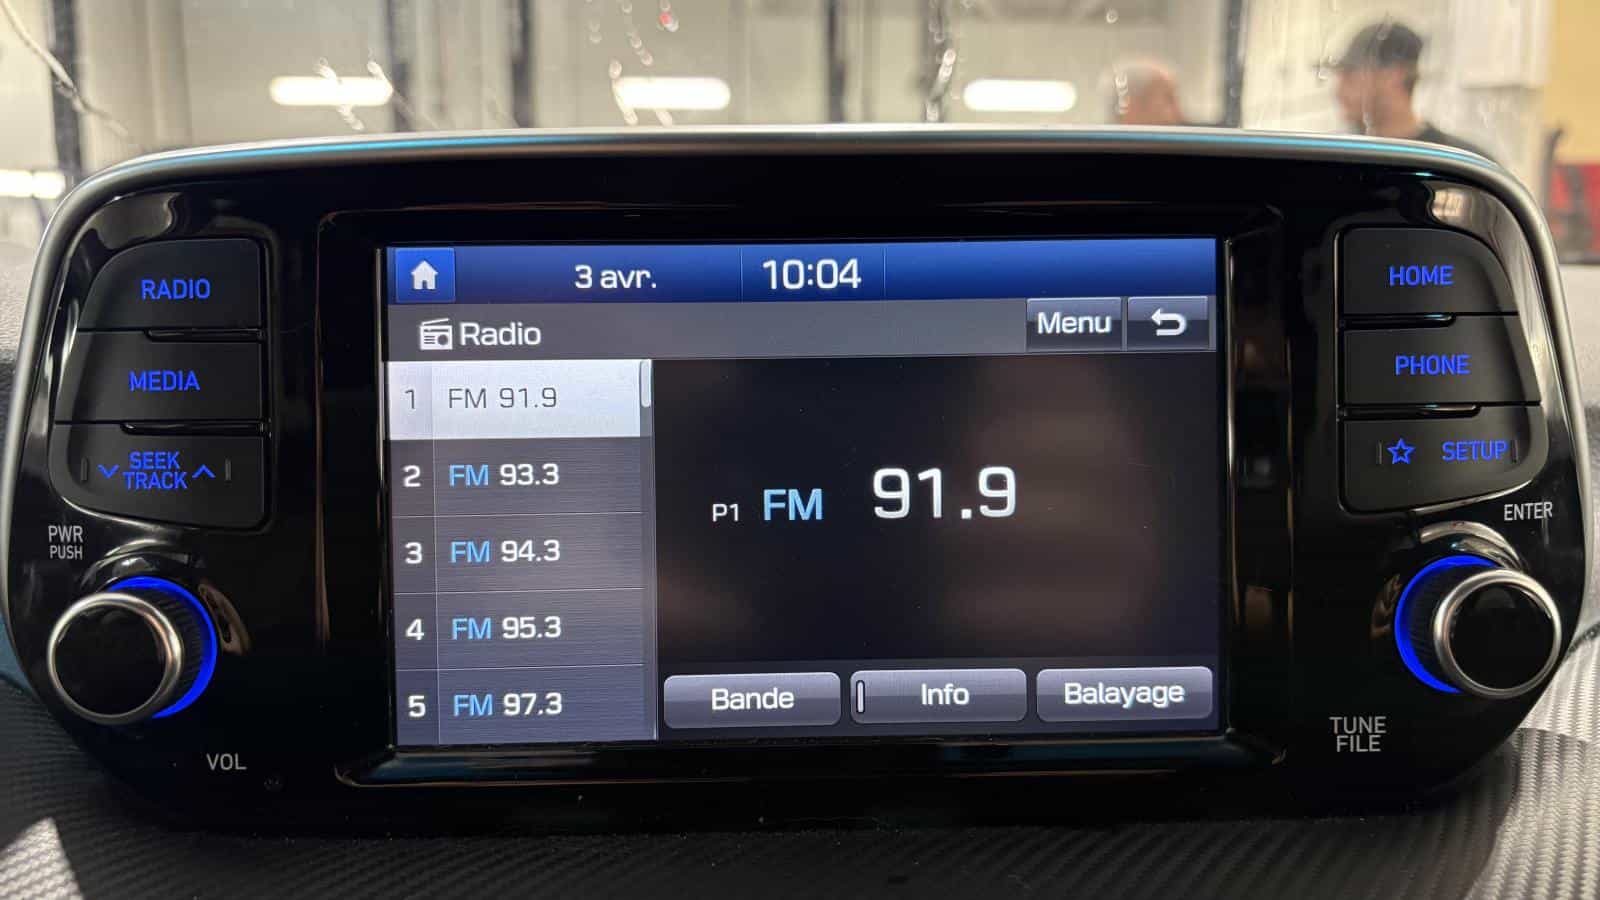 3 avr.
10:04
Radio
Menu
1 FM 91.9
2 FM 93.3
3 FM 94.3
4 FM 95.3
5 FM 97.3
P1 FM 91.9
Bande
Info
Balayage
RADIO
MEDIA
SEEK
TRACK
PWR
PUSH
VOL
HOME
PHONE
SETUP
ENTER
TUNE
FILE